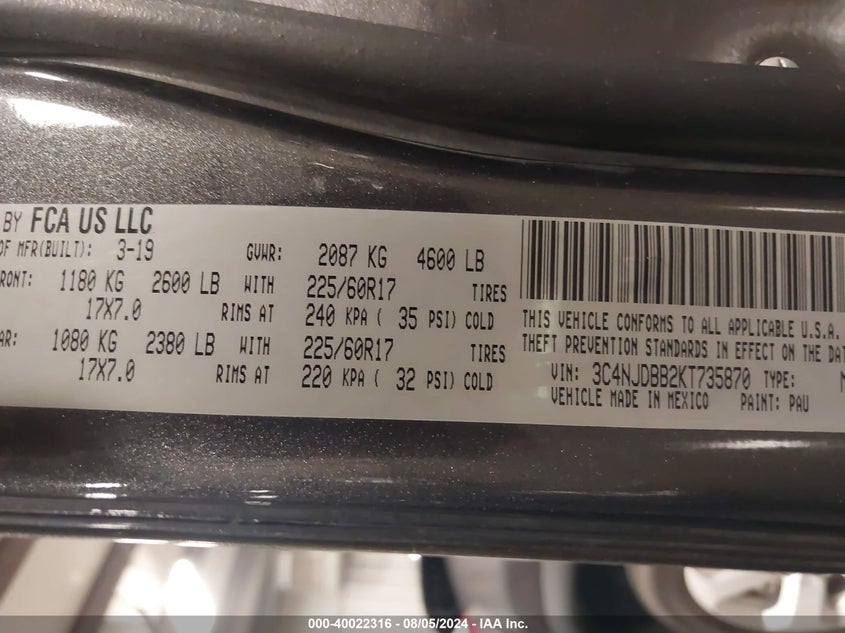 BY FCA US LLC
OF MFR(BUILT): 3-19 GVWR: 2087 KG 4600 LB
RONT: 1180 KG 2600 LB WITH 225/60R17 TIRES
17X7.0 RIMS AT 240 KPA ( 35 PSI) COLD
AR: 1080 KG 2380 LB WITH 225/60R17 TIRES
17X7.0 RIMS AT 220 KPA ( 32 PSI) COLD
THIS VEHICLE CONFORMS TO ALL APPLICABLE U.S.A.
THEFT PREVENTION STANDARDS IN EFFECT ON THE DAT
VIN: 3C4NJDBB2KT735870 TYPE: M
VEHICLE MADE IN MEXICO PAINT: PAU
000-40022316 - 08/05/2024 - IAA Inc.